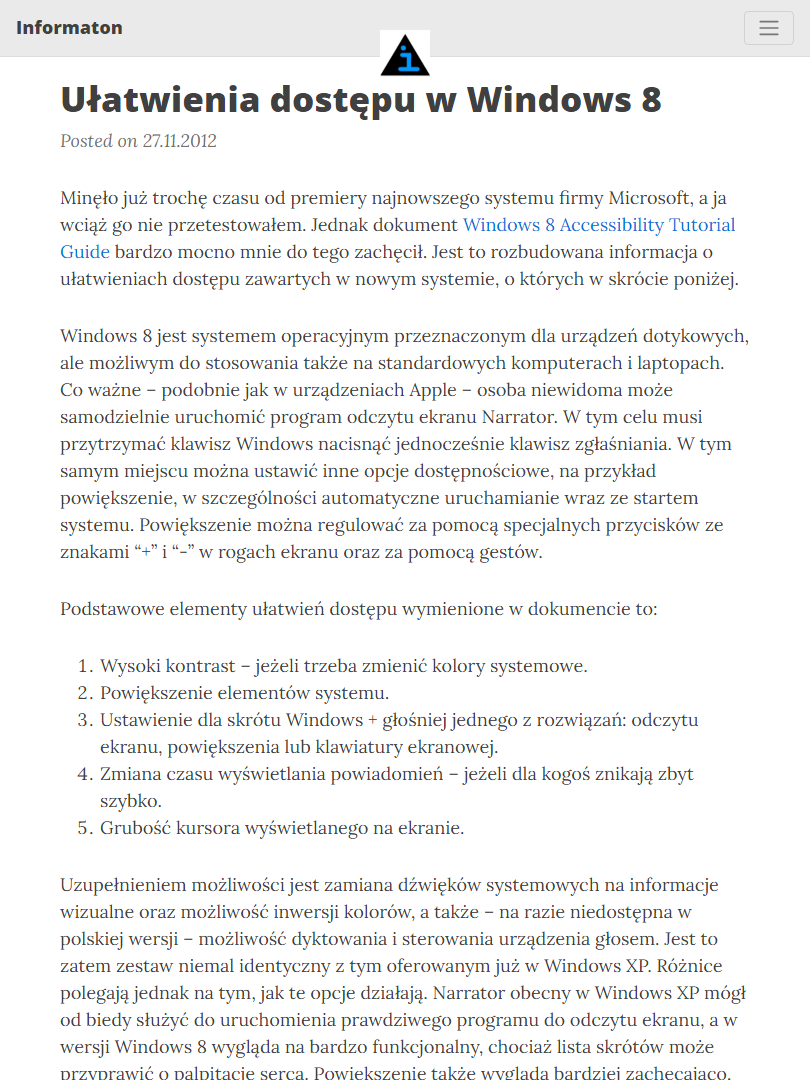 Informaton
i
Ułatwienia dostępu w Windows 8
Posted on 27.11.2012
Minęło już trochę czasu od premiery najnowszego systemu firmy Microsoft, a ja
wciąż go nie przetestowałem. Jednak dokument Windows 8 Accessibility Tutorial
Guide bardzo mocno mnie do tego zachęcił. Jest to rozbudowana informacja o
ułatwieniach dostępu zawartych w nowym systemie, o których w skrócie poniżej.
Windows 8 jest systemem operacyjnym przeznaczonym dla urządzeń dotykowych,
ale możliwym do stosowania także na standardowych komputerach i laptopach.
Co ważne – podobnie jak w urządzeniach Apple – osoba niewidoma może
samodzielnie uruchomić program odczytu ekranu Narrator. W tym celu musi
przytrzymać klawisz Windows nacisnąć jednocześnie klawisz zgłaśniania. W tym
samym miejscu można ustawić inne opcje dostępnościowe, na przykład
powiększenie, w szczególności automatyczne uruchamianie wraz ze startem
systemu. Powiększenie można regulować za pomocą specjalnych przycisków ze
znakami “+” i “-” w rogach ekranu oraz za pomocą gestów.
Podstawowe elementy ułatwień dostępu wymienione w dokumencie to:
1. Wysoki kontrast – jeżeli trzeba zmienić kolory systemowe.
2. Powiększenie elementów systemu.
3. Ustawienie dla skrótu Windows + głośniej jednego z rozwiązań: odczytu
ekranu, powiększenia lub klawiatury ekranowej.
4. Zmiana czasu wyświetlania powiadomień – jeżeli dla kogoś znikają zbyt
szybko.
5. Grubość kursora wyświetlanego na ekranie.
Uzupełnieniem możliwości jest zamiana dźwięków systemowych na informacje
wizualne oraz możliwość inwersji kolorów, a także – na razie niedostępna w
polskiej wersji – możliwość dyktowania i sterowania urządzenia głosem. Jest to
zatem zestaw niemal identyczny z tym oferowanym już w Windows XP. Różnice
polegają jednak na tym, jak te opcje działają. Narrator obecny w Windows XP mógł
od biedy służyć do uruchomienia prawdziwego programu do odczytu ekranu, a w
wersji Windows 8 wygląda na bardzo funkcjonalny, chociaż lista skrótów może
przyprawić o palpitację serca. Powiększenie także wygląda bardziej zachęcająco.